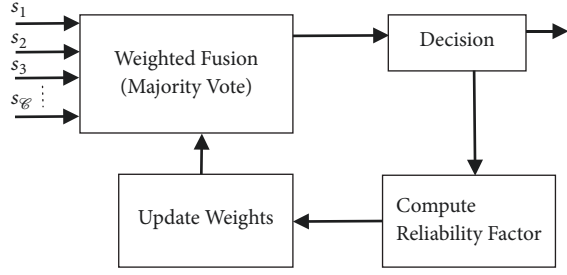 s1
s2
s3
s𝒞
Weighted Fusion
(Majority Vote)
Decision
Update Weights
Compute
Reliability Factor